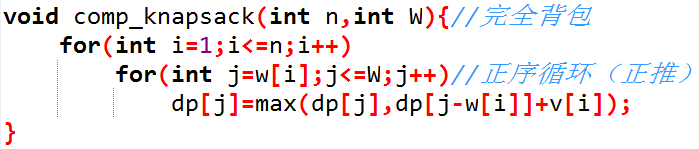 void comp_knapsack(int n,int W){//完全背包
    for(int i=1;i<=n;i++)
        for(int j=w[i];j<=W;j++)//正序循环（正推）
            dp[j]=max(dp[j],dp[j-w[i]]+v[i]);
}